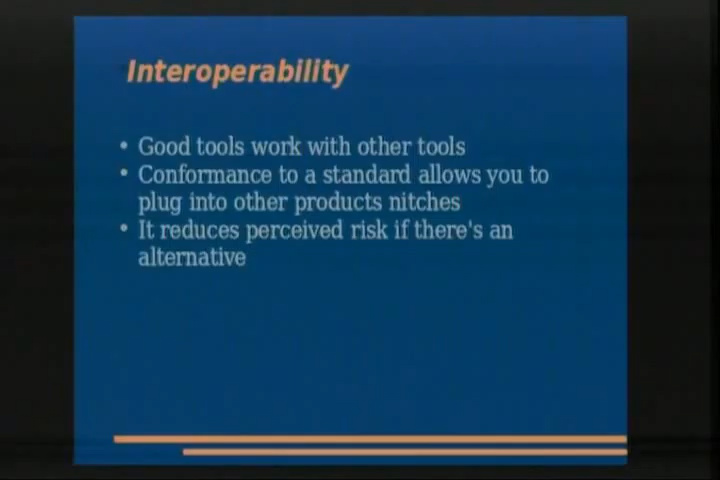 Interoperability
• Good tools work with other tools
• Conformance to a standard allows you to
plug into other products nitches
• It reduces perceived risk if there's an
alternative